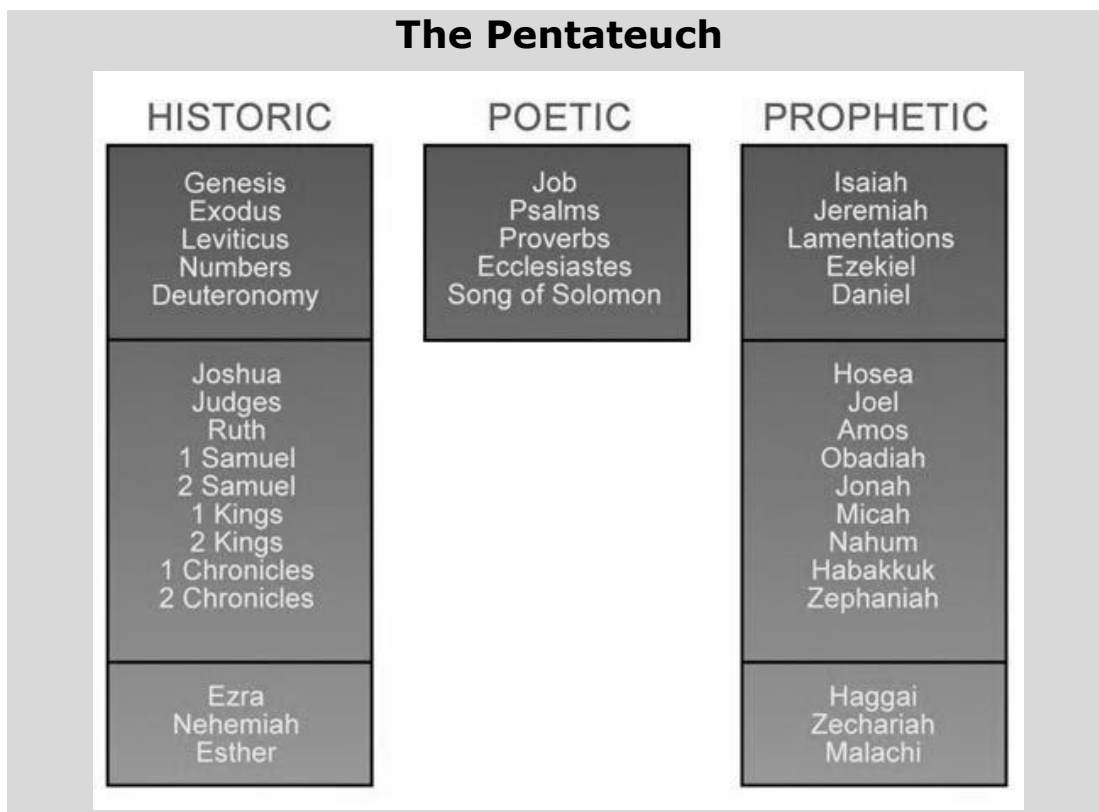 The Pentateuch
HISTORIC
Genesis
Exodus
Leviticus
Numbers
Deuteronomy
Joshua
Judges
Ruth
1 Samuel
2 Samuel
1 Kings
2 Kings
1 Chronicles
2 Chronicles
Ezra
Nehemiah
Esther
POETIC
Job
Psalms
Proverbs
Ecclesiastes
Song of Solomon
PROPHETIC
Isaiah
Jeremiah
Lamentations
Ezekiel
Daniel
Hosea
Joel
Amos
Obadiah
Jonah
Micah
Nahum
Habakkuk
Zephaniah
Haggai
Zechariah
Malachi